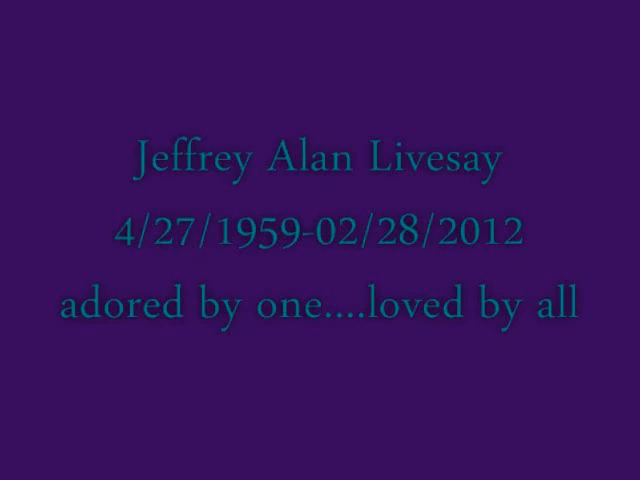 Jeffrey Alan Livesay
4/27/1959-02/28/2012
adored by one....loved by all